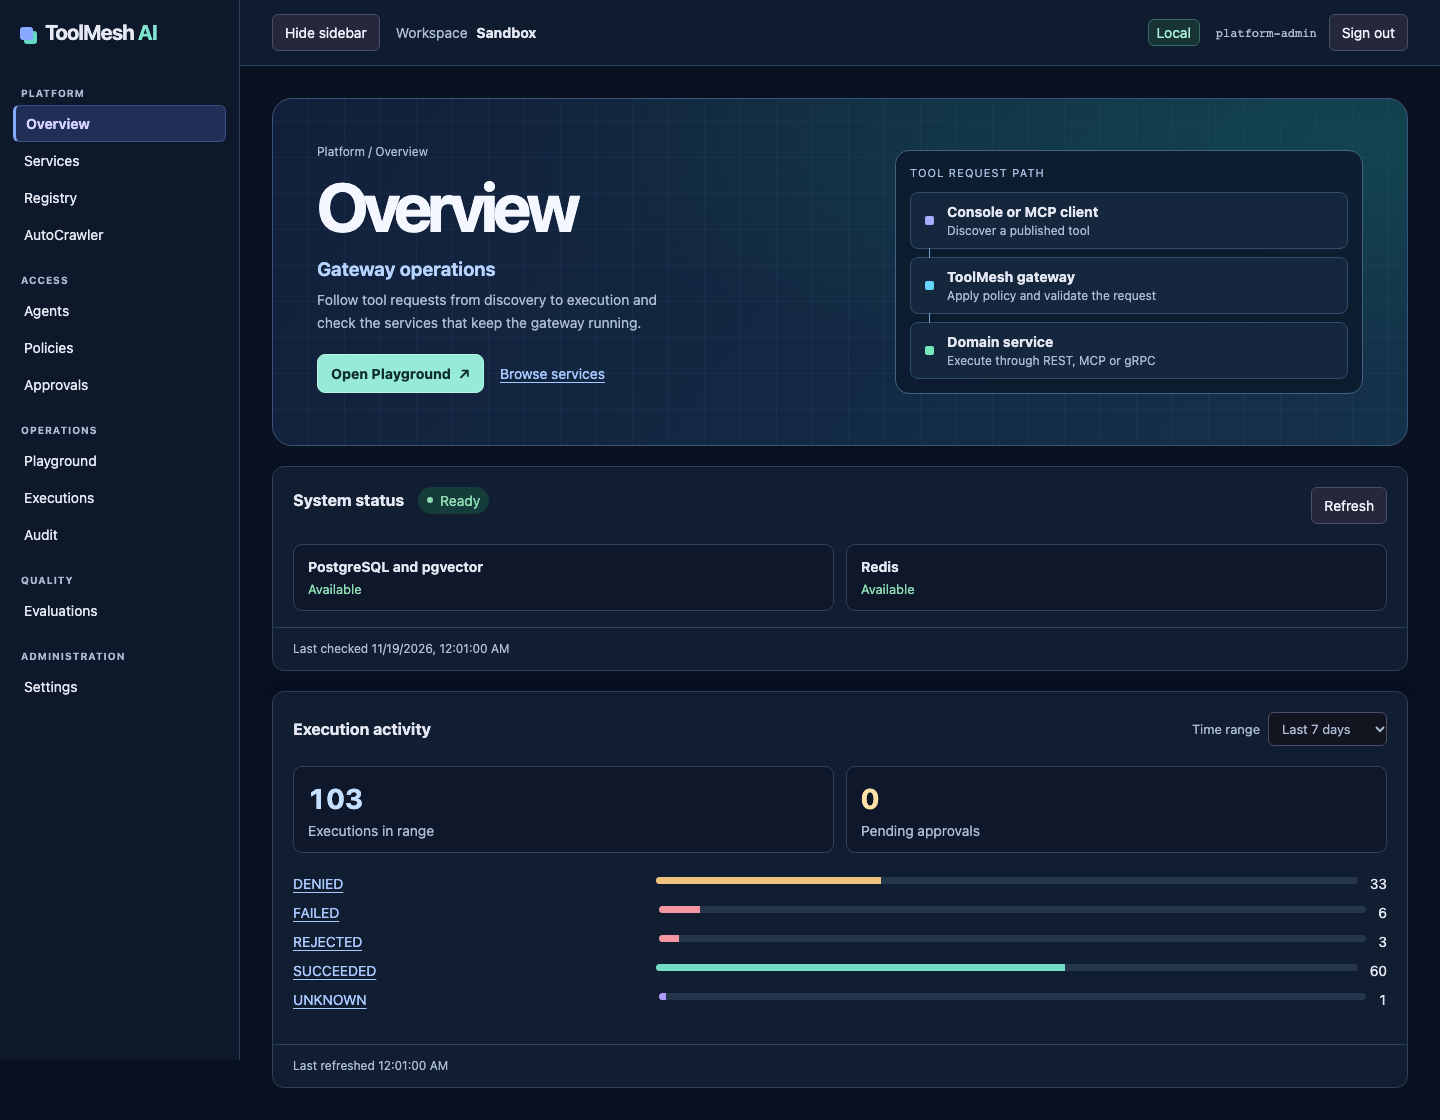 ToolMesh AI
PLATFORM
Overview
Services
Registry
AutoCrawler
ACCESS
Agents
Policies
Approvals
OPERATIONS
Playground
Executions
Audit
QUALITY
Evaluations
ADMINISTRATION
Settings
Hide sidebar
Workspace Sandbox
Local
platform-admin
Sign out
Platform / Overview
Overview
Gateway operations
Follow tool requests from discovery to execution and
check the services that keep the gateway running.
Open Playground ↗
Browse services
TOOL REQUEST PATH
Console or MCP client
Discover a published tool
ToolMesh gateway
Apply policy and validate the request
Domain service
Execute through REST, MCP or gRPC
System status
Ready
Refresh
PostgreSQL and pgvector
Available
Redis
Available
Last checked 11/19/2026, 12:01:00 AM
Execution activity
Time range
Last 7 days
103
Executions in range
0
Pending approvals
DENIED 33
FAILED 6
REJECTED 3
SUCCEEDED 60
UNKNOWN 1
Last refreshed 12:01:00 AM